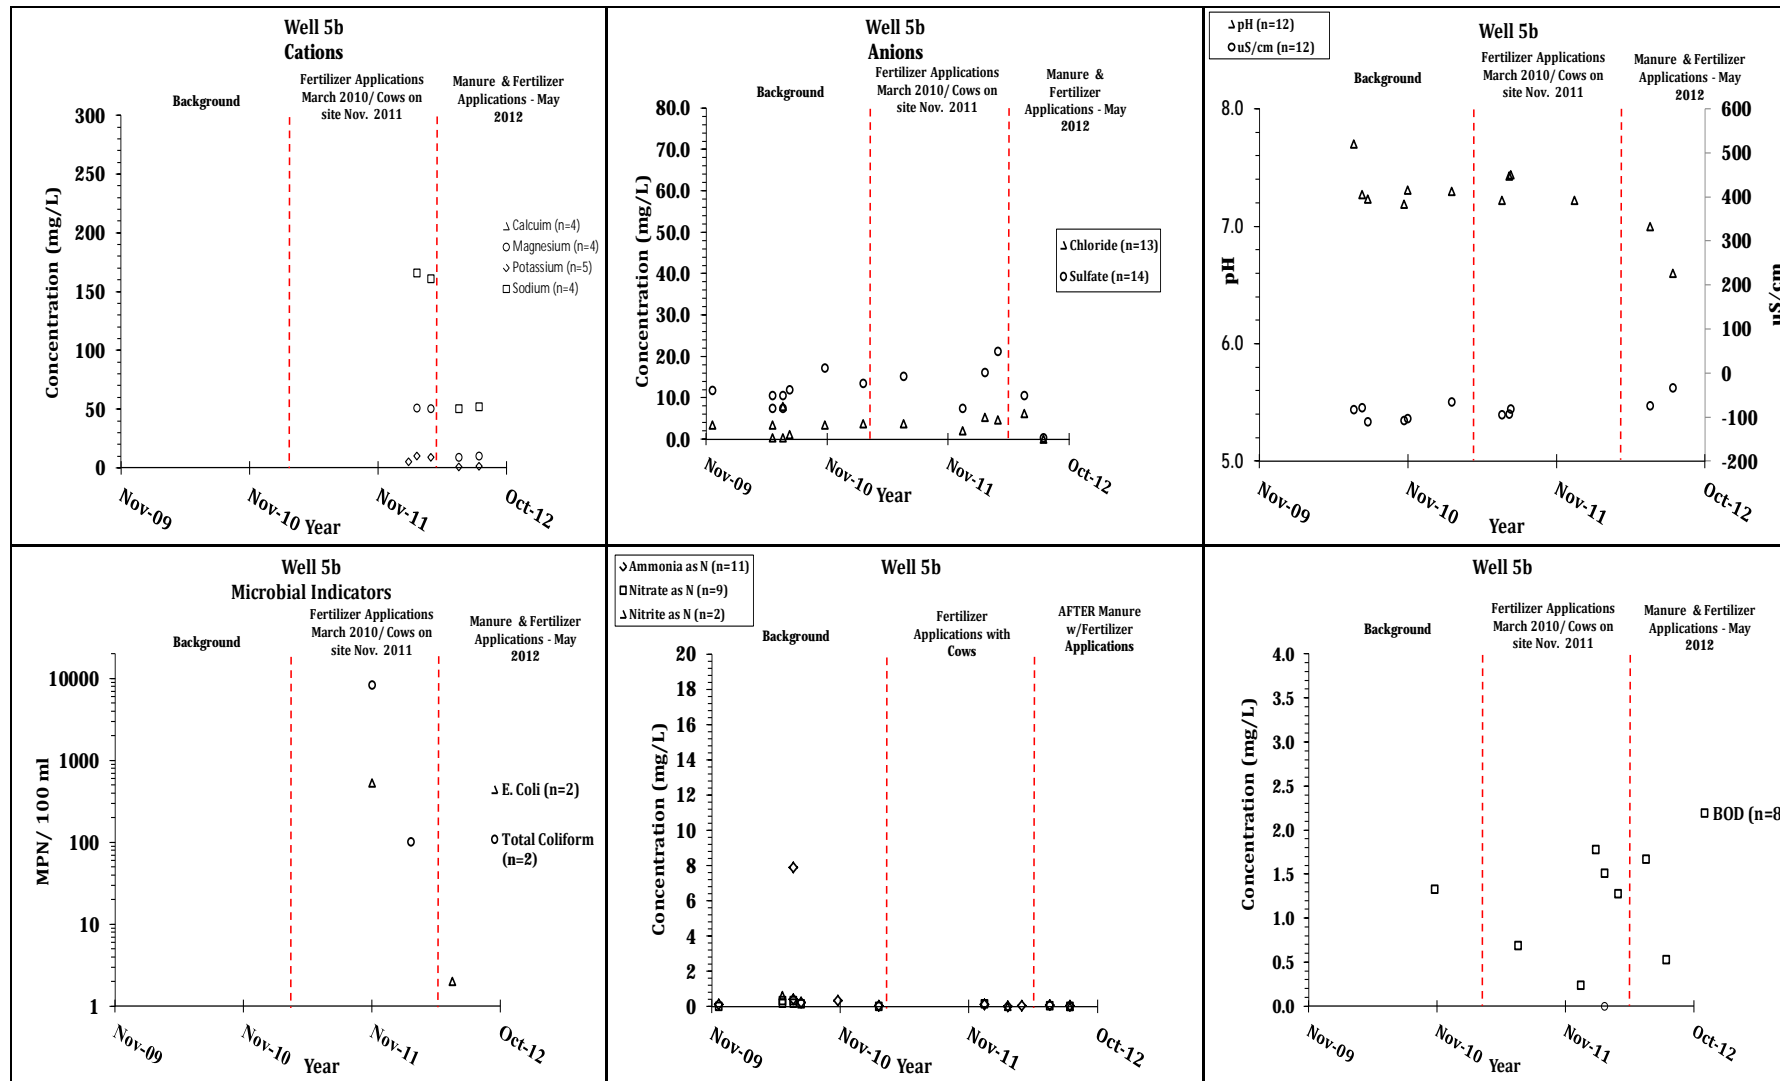 Well 5b
Cations
Fertilizer Applications
March 2010/ Cows on
site Nov. 2011
Manure & Fertilizer
Applications - May
2012
Background
300
250
200
150
100
50
0
Concentration (mg/L)
Calcuim (n=4)
Magnesium (n=4)
Potassium (n=5)
Sodium (n=4)
Nov-09
Nov-10
Nov-11
Oct-12
Year
Well 5b
Anions
Fertilizer Applications
March 2010/ Cows on
site Nov. 2011
Manure &
Fertilizer
Applications - May
2012
Background
80.0
70.0
60.0
50.0
40.0
30.0
20.0
10.0
0.0
Concentration (mg/L)
Chloride (n=13)
Sulfate (n=14)
Nov-09
Nov-10
Nov-11
Oct-12
Year
pH (n=12)
uS/cm (n=12)
Well 5b
Fertilizer Applications
March 2010/ Cows on
site Nov. 2011
Manure & Fertilizer
Applications - May
2012
Background
8.0
7.0
6.0
5.0
pH
600
500
400
300
200
100
0
-100
-200
uS/cm
Nov-09
Nov-10
Nov-11
Oct-12
Year
Well 5b
Microbial Indicators
Fertilizer Applications
March 2010/ Cows on
site Nov. 2011
Manure & Fertilizer
Applications - May
2012
Background
10000
1000
100
10
1
MPN/ 100 ml
E. Coli (n=2)
Total Coliform
(n=2)
Nov-09
Nov-10
Nov-11
Oct-12
Year
Ammonia as N (n=11)
Nitrate as N (n=9)
Nitrite as N (n=2)
Well 5b
Background
Fertilizer
Applications with
Cows
AFTER Manure
w/Fertilizer
Applications
20
18
16
14
12
10
8
6
4
2
0
Concentration (mg/L)
Nov-09
Nov-10
Nov-11
Oct-12
Year
Well 5b
Fertilizer Applications
March 2010/ Cows on
site Nov. 2011
Manure & Fertilizer
Applications - May
2012
Background
4.0
3.5
3.0
2.5
2.0
1.5
1.0
0.5
0.0
Concentration (mg/L)
BOD (n=8
Nov-09
Nov-10
Nov-11
Oct-12
Year